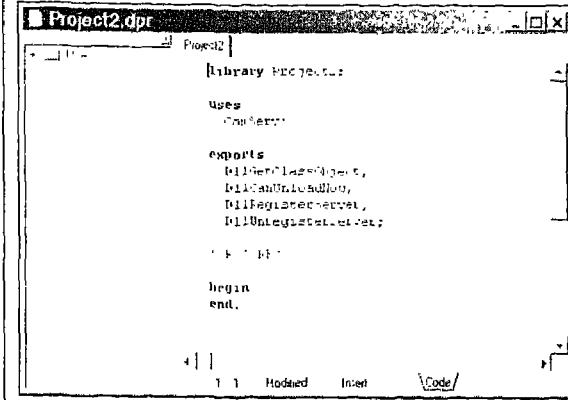 Project2.dpr
Project2
library Project2;
uses
ComServ;
exports
DllGetClassObject,
DllCanUnloadNow,
DllRegisterServer,
DllUnregisterServer;
begin
end.
1 1 Modified Insert Code